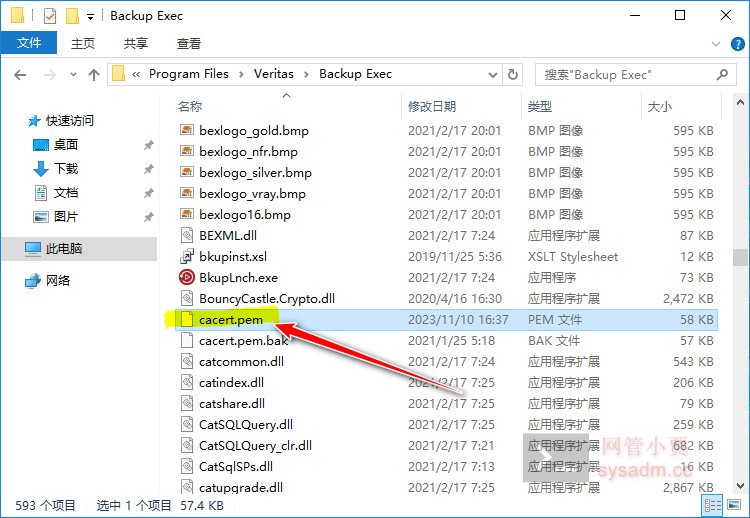 Backup Exec
文件 主页 共享 查看
« Program Files › Veritas › Backup Exec 搜索"Backup Exec"
名称 修改日期 类型 大小
快速访问
桌面
下载
文档
图片
此电脑
网络
bexlogo_gold.bmp 2021/2/17 20:01 BMP 图像 595 KB
bexlogo_nfr.bmp 2021/2/17 20:01 BMP 图像 595 KB
bexlogo_silver.bmp 2021/2/17 20:01 BMP 图像 595 KB
bexlogo_vray.bmp 2021/2/17 20:01 BMP 图像 595 KB
bexlogo16.bmp 2021/2/17 20:01 BMP 图像 595 KB
BEXML.dll 2021/2/17 7:24 应用程序扩展 87 KB
bkupinst.xsl 2019/11/25 5:36 XSLT Stylesheet 12 KB
BkupLnch.exe 2021/2/17 7:24 应用程序 73 KB
BouncyCastle.Crypto.dll 2020/4/16 16:30 应用程序扩展 2,472 KB
cacert.pem 2023/11/10 16:37 PEM 文件 58 KB
cacert.pem.bak 2021/1/25 5:18 BAK 文件 57 KB
catcommon.dll 2021/2/17 7:24 应用程序扩展 543 KB
catindex.dll 2021/2/17 7:25 应用程序扩展 206 KB
catshare.dll 2021/2/17 7:25 应用程序扩展 79 KB
CatSQLQuery.dll 2021/2/17 7:24 应用程序扩展 259 KB
CatSQLQuery_clr.dll 2021/2/17 7:21 应用程序扩展 682 KB
CatSqlSPs.dll 2021/2/17 7:13 应用程序扩展 16 KB
catupgrade.dll 2021/2/17 7:25 应用程序扩展 2,867 KB
网管小贾
sysadm.cc
593 个项目 选中 1 个项目 57.4 KB